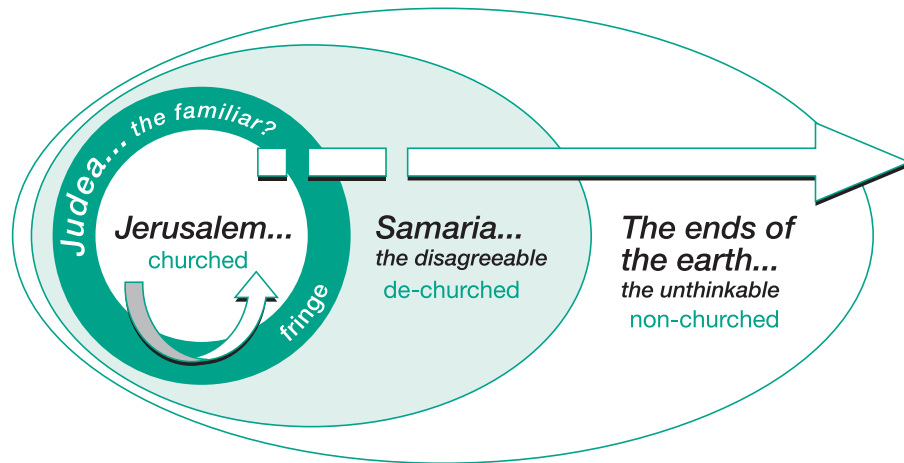 Judea... the familiar?
Jerusalem...
churched
fringe
Samaria...
the disagreeable
de-churched
The ends of
the earth...
the unthinkable
non-churched